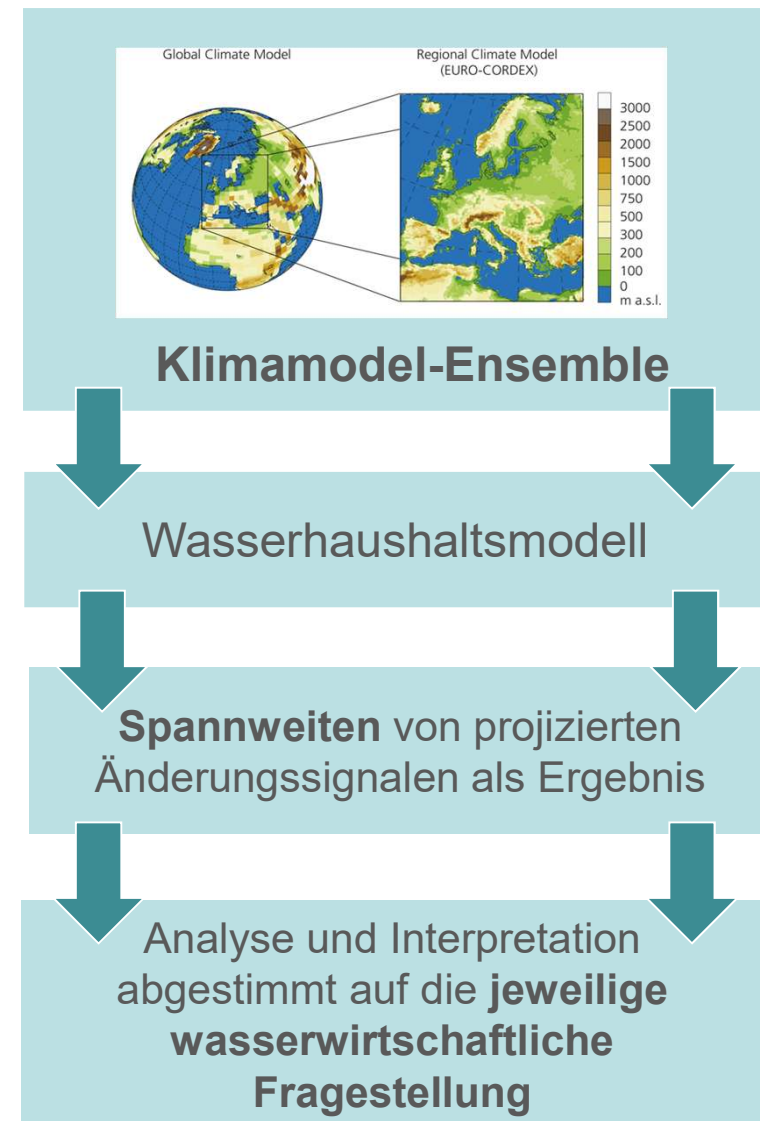 Global Climate Model
Regional Climate Model
(EURO-CORDEX)
3000
2500
2000
1500
1000
750
500
300
200
100
0
m a.s.l.
Klimamodel-Ensemble
Wasserhaushaltsmodell
Spannweiten von projizierten
Änderungssignalen als Ergebnis
Analyse und Interpretation
abgestimmt auf die jeweilige
wasserwirtschaftliche
Fragestellung